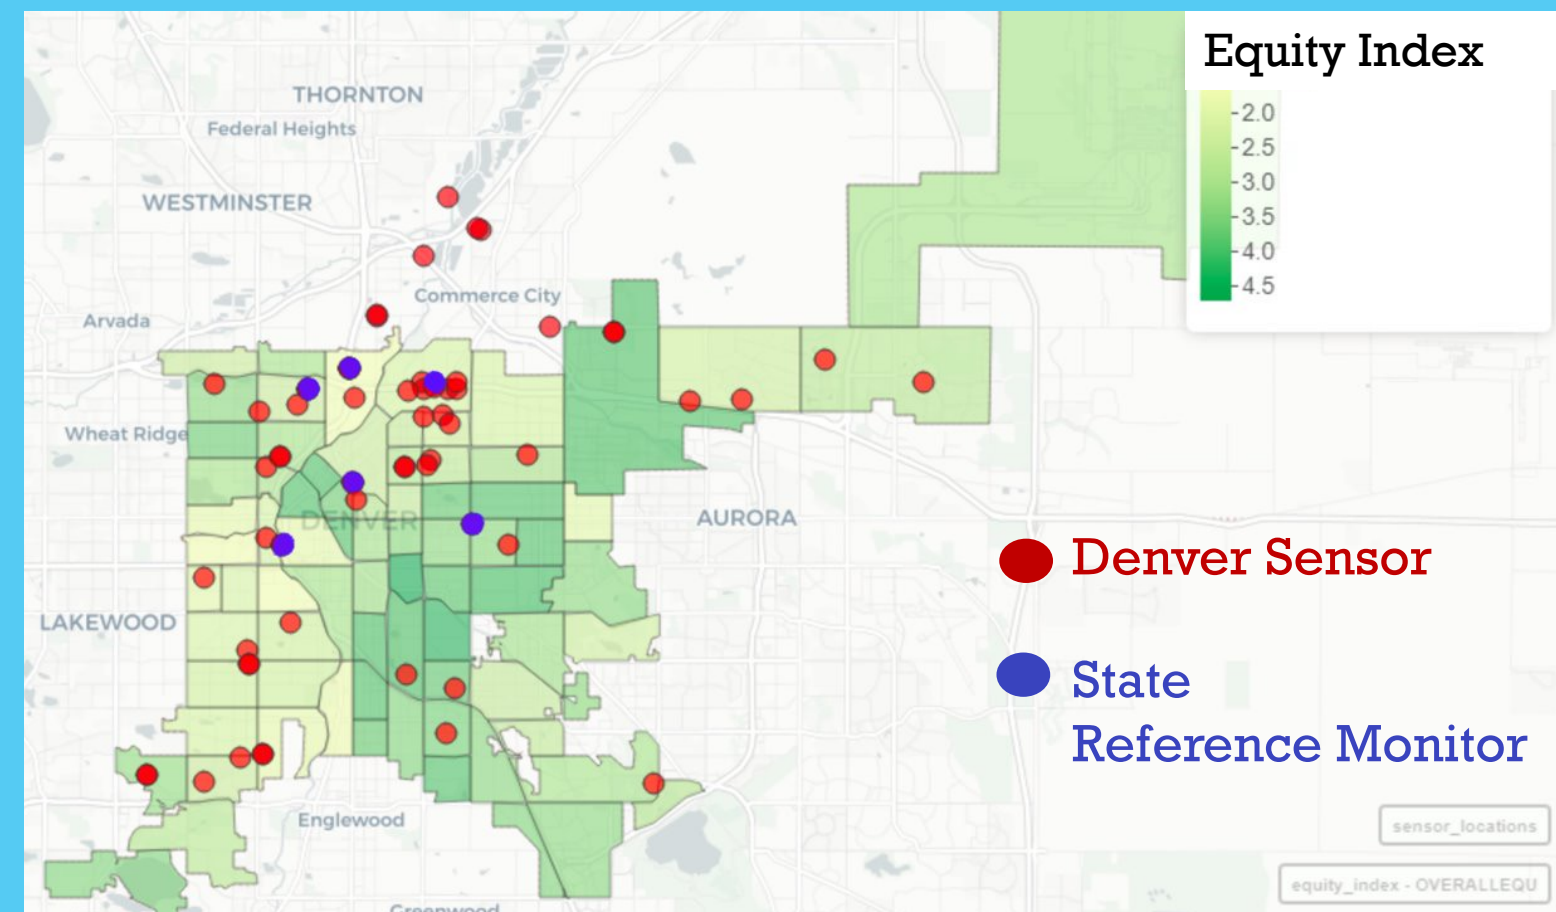 Equity Index
-2.0
-2.5
-3.0
-3.5
-4.0
-4.5
THORNTON
Federal Heights
WESTMINSTER
Commerce City
Arvada
Wheat Ridge
DENVER
AURORA
Denver Sensor
LAKEWOOD
State
Reference Monitor
Englewood
sensor_locations
equity_index - OVERALLEQU
Greenwood